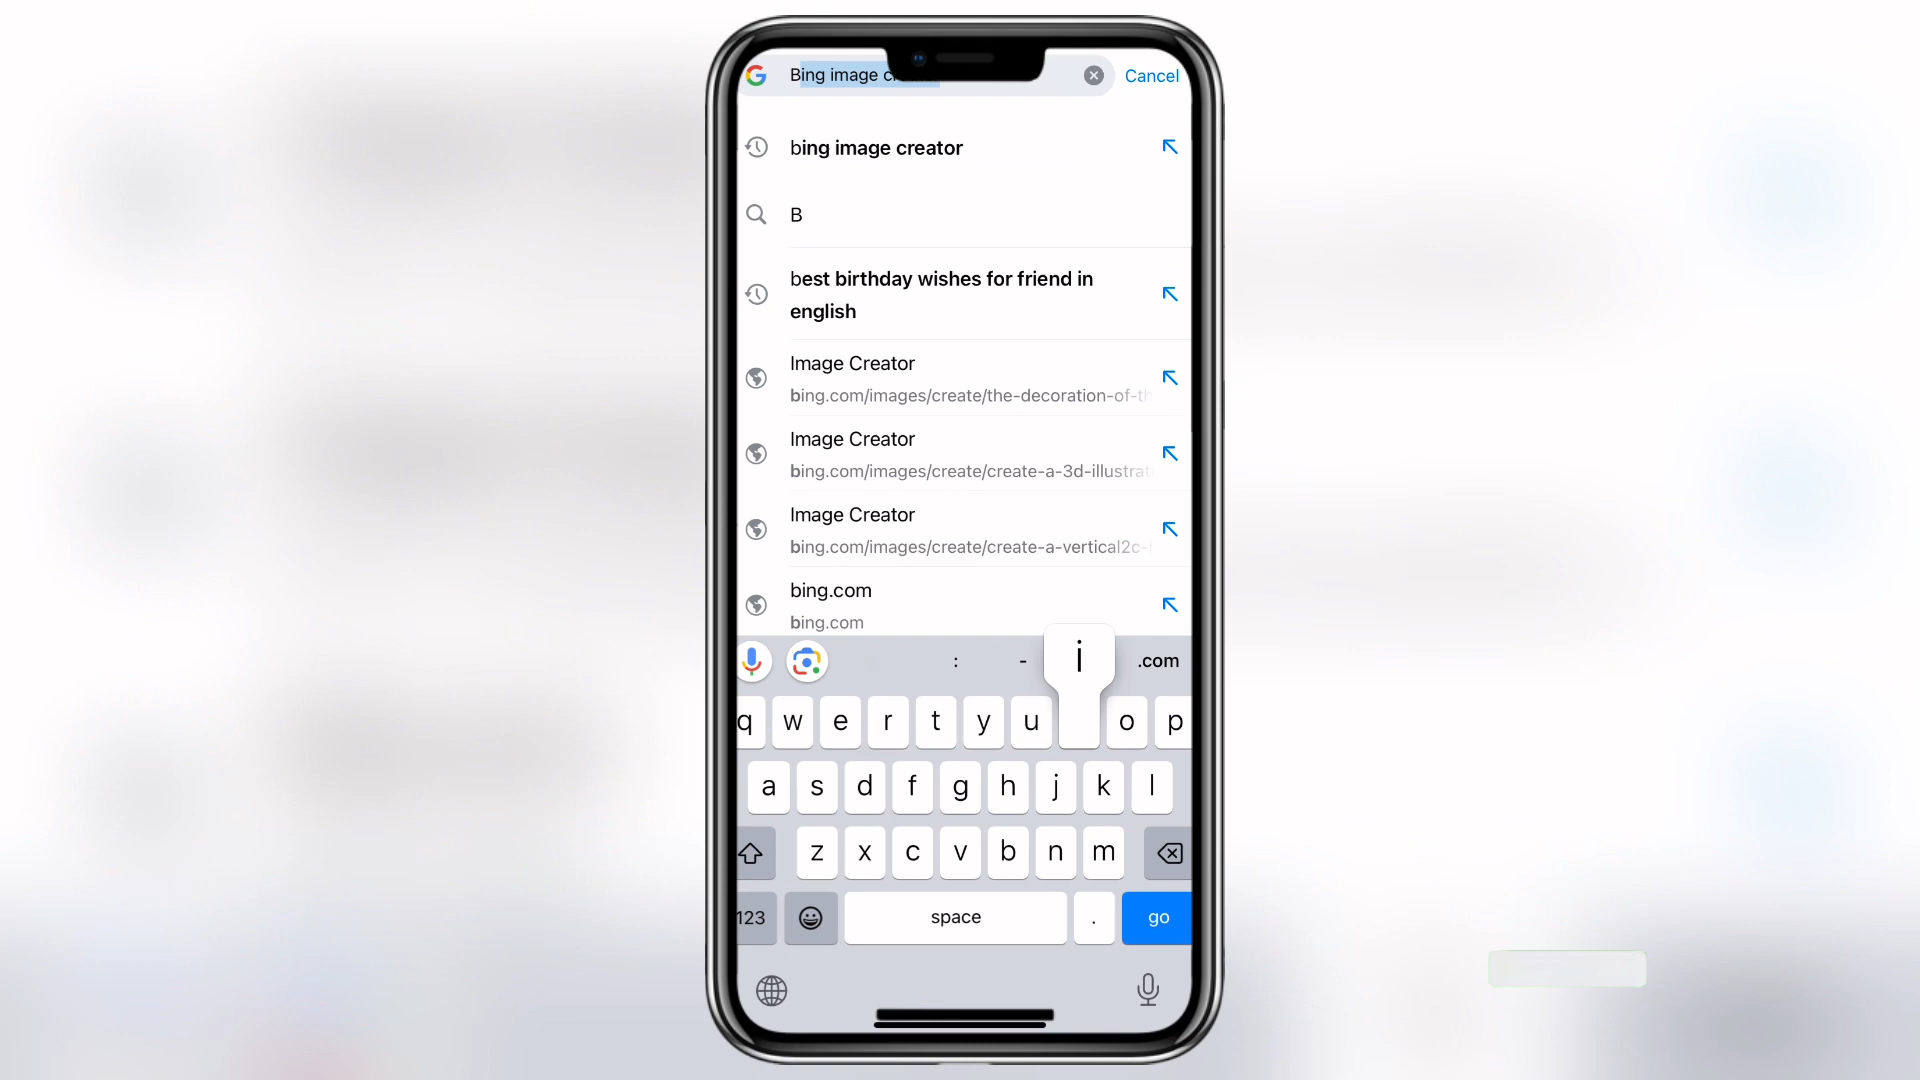 Bing image c
Cancel
bing image creator
B
best birthday wishes for friend in
english
Image Creator
bing.com/images/create/the-decoration-of-th
Image Creator
bing.com/images/create/create-a-3d-illustrat
Image Creator
bing.com/images/create/create-a-vertical2c-
bing.com
bing.com
: - i .com
q w e r t y u o p
a s d f g h j k l
z x c v b n m
123 space . go